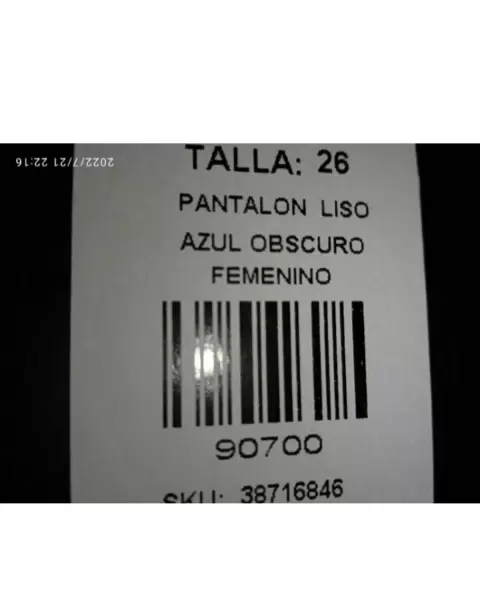 2022/7/21 22:16
TALLA: 26
PANTALON LISO
AZUL OBSCURO
FEMENINO
90700
SKU: 38716846